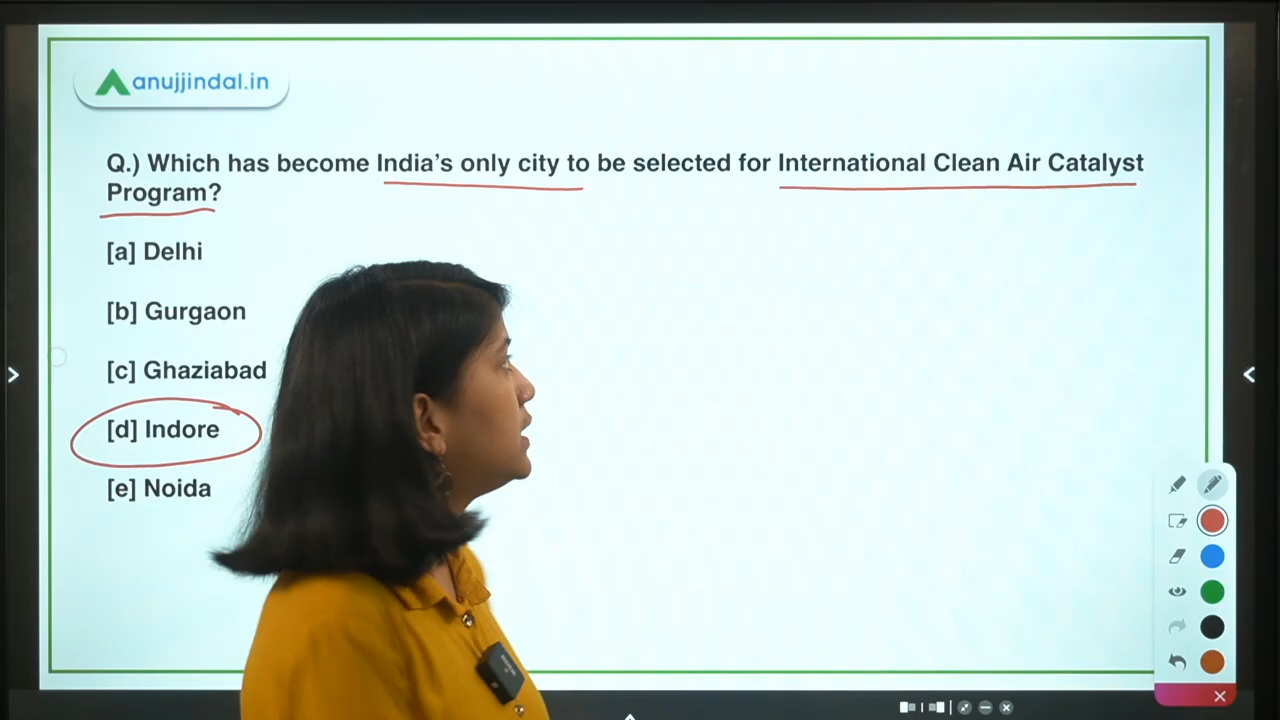 anujjindal.in
Q.) Which has become India's only city to be selected for International Clean Air Catalyst
Program?
[a] Delhi
[b] Gurgaon
[c] Ghaziabad
[d] Indore
[e] Noida